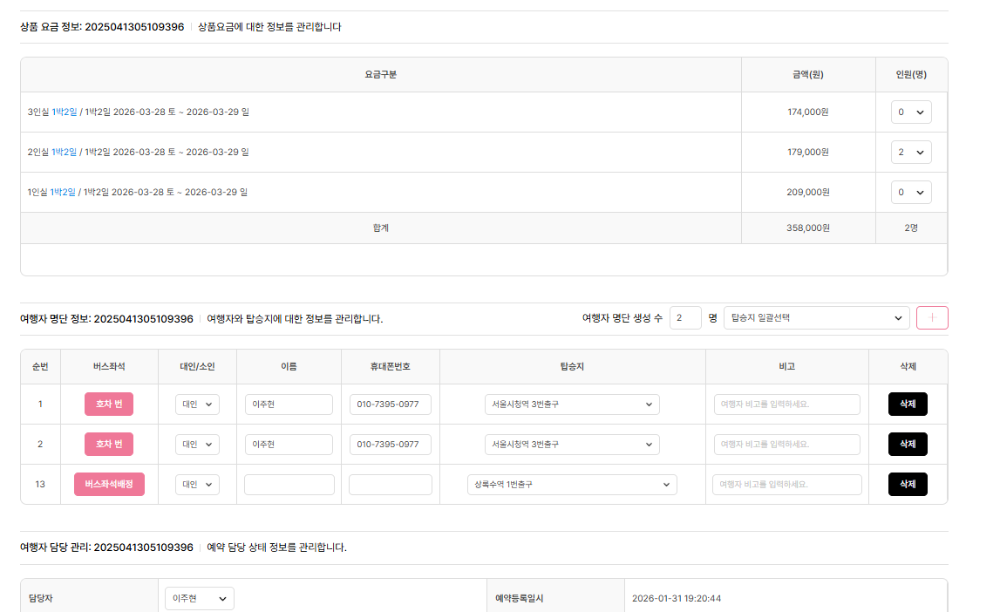 상품 요금 정보: 2025041305109396 | 상품요금에 대한 정보를 관리합니다
요금구분 금액(원) 인원(명)
3인실 1박2일 / 1박2일 2026-03-28 토 ~ 2026-03-29 일 174,000원 0
2인실 1박2일 / 1박2일 2026-03-28 토 ~ 2026-03-29 일 179,000원 2
1인실 1박2일 / 1박2일 2026-03-28 토 ~ 2026-03-29 일 209,000원 0
합계 358,000원 2명
여행자 명단 정보: 2025041305109396 | 여행자와 탑승지에 대한 정보를 관리합니다. 여행자 명단 생성 수 2 명 탑승지 일괄선택 +
순번 버스좌석 대인/소인 이름 휴대폰번호 탑승지 비고 삭제
1 호차 번 대인 이주현 010-7395-0977 서울시청역 3번출구 여행자 비고를 입력하세요. 삭제
2 호차 번 대인 이주현 010-7395-0977 서울시청역 3번출구 여행자 비고를 입력하세요. 삭제
13 버스좌석배정 대인 상록수역 1번출구 여행자 비고를 입력하세요. 삭제
여행자 담당 관리: 2025041305109396 | 예약 담당 상태 정보를 관리합니다.
담당자 이주현 예약등록일시 2026-01-31 19:20:44